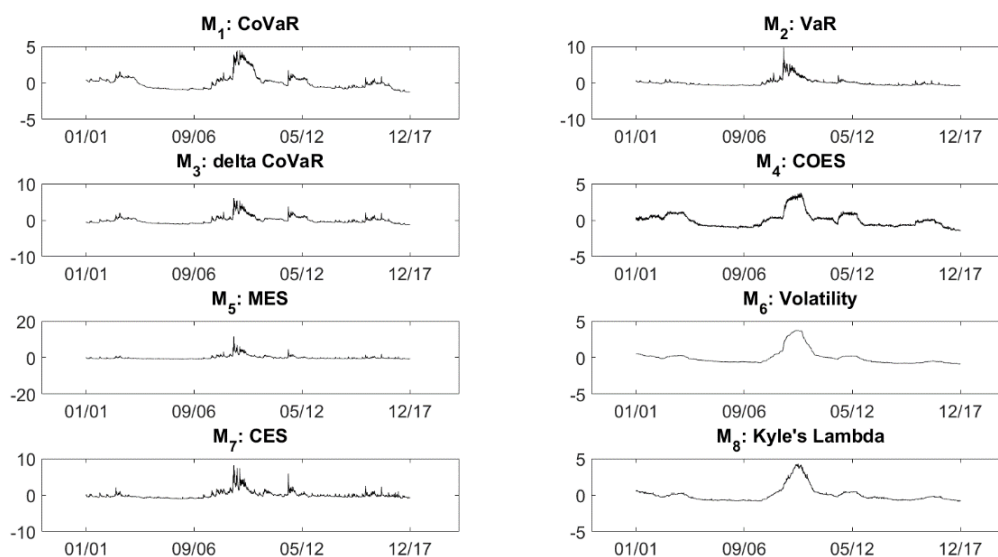 M1: CoVaR
5
0
-5
01/01 09/06 05/12 12/17
M2: VaR
10
0
-10
01/01 09/06 05/12 12/17
M3: delta CoVaR
10
0
-10
01/01 09/06 05/12 12/17
M4: COES
5
0
-5
01/01 09/06 05/12 12/17
M5: MES
20
0
-20
01/01 09/06 05/12 12/17
M6: Volatility
5
0
-5
01/01 09/06 05/12 12/17
M7: CES
10
0
-10
01/01 09/06 05/12 12/17
M8: Kyle's Lambda
5
0
-5
01/01 09/06 05/12 12/17